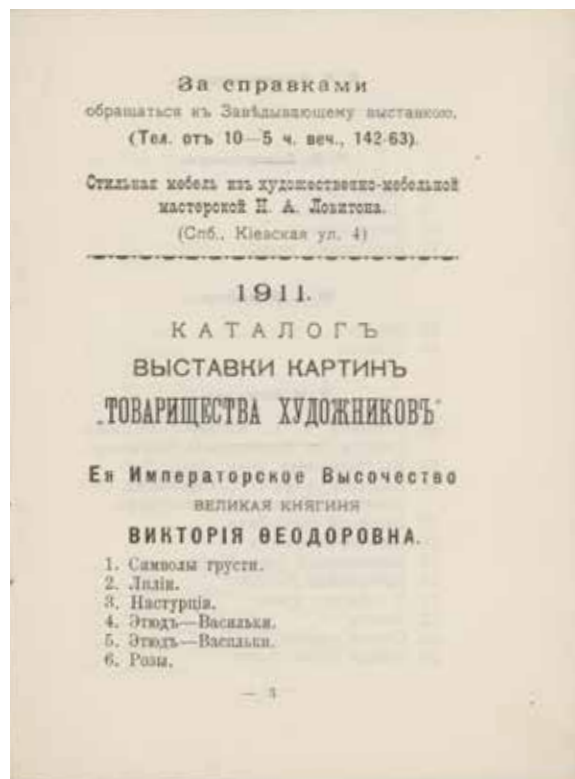 За справками
обращаться къ Завѣдывающему выставкою.
(Тел. отъ 10—5 ч. веч., 142-63).
Стильная мебель изъ художественно-мебельной
мастерской Н. А. Ловитона.
(Спб., Кіевская ул. 4)
1911.
КАТАЛОГЪ
ВЫСТАВКИ КАРТИНЪ
„ТОВАРИЩЕСТВА ХУДОЖНИКОВЪ“
Ея Императорское Высочество
ВЕЛИКАЯ КНЯГИНЯ
ВИКТОРІЯ ѲЕОДОРОВНА.
1. Символы грусти.
2. Лиліи.
3. Настурціи.
4. Этюдъ—Васильки.
5. Этюдъ—Васильки.
6. Розы.
— 3